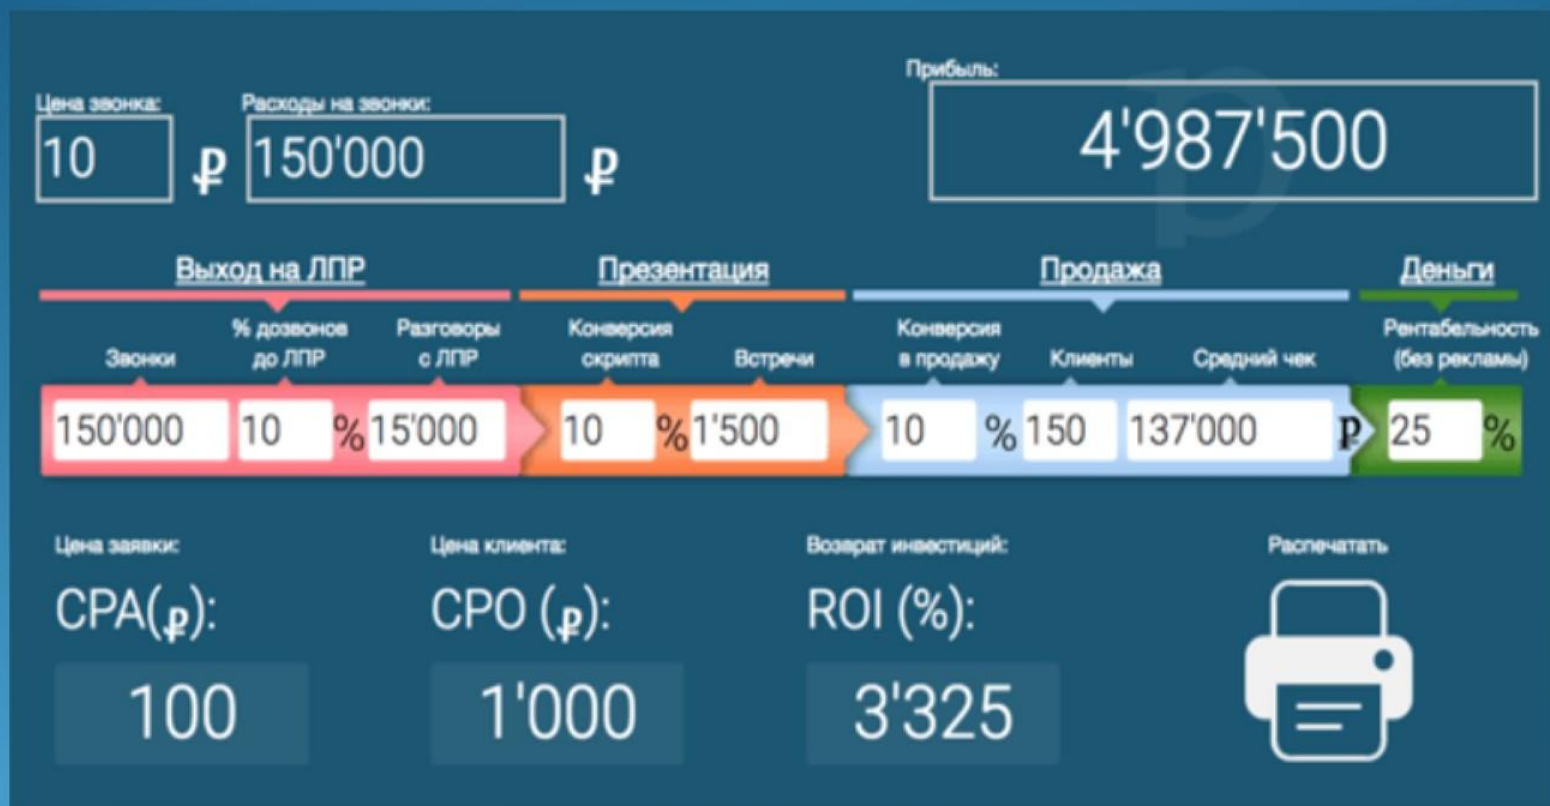 Прибыль:
Цена звонка: Расходы на звонки:
10 ₽ 150'000 ₽
4'987'500
Выход на ЛПР Презентация Продажа Деньги
Звонки % дозвонов до ЛПР Разговоры с ЛПР Конверсия скрипта Встречи Конверсия в продажу Клиенты Средний чек Рентабельность (без рекламы)
150'000 10 % 15'000 10 % 1'500 10 % 150 137'000 ₽ 25 %
Цена заявки: Цена клиента: Возврат инвестиций: Распечатать
CPA(₽): CPO (₽): ROI (%):
100 1'000 3'325